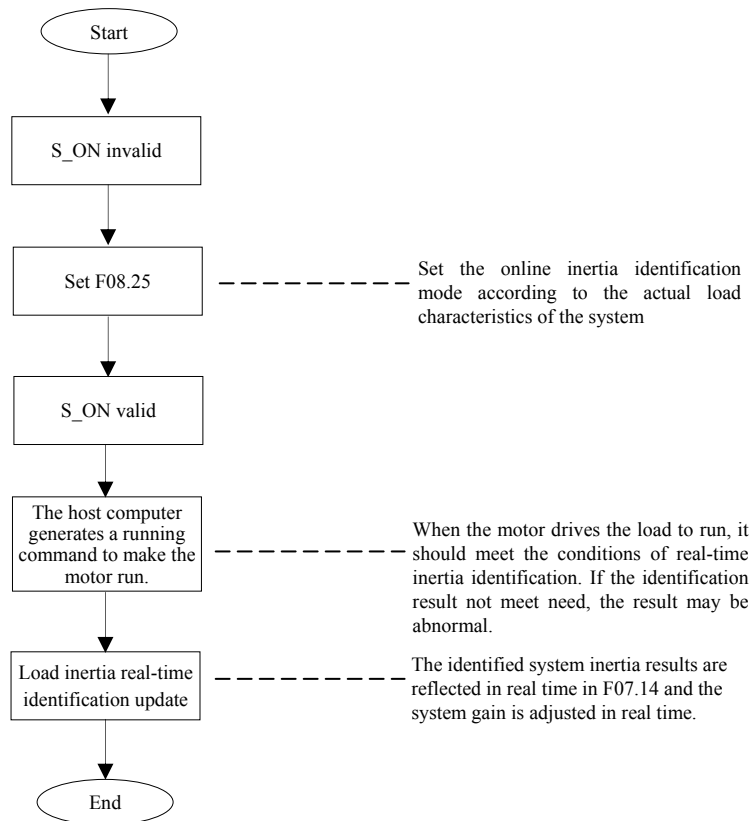 Start
S_ON invalid
Set F08.25
Set the online inertia identification
mode according to the actual load
characteristics of the system
S_ON valid
The host computer
generates a running
command to make the
motor run.
When the motor drives the load to run, it
should meet the conditions of real-time
inertia identification. If the identification
result not meet need, the result may be
abnormal.
Load inertia real-time
identification update
The identified system inertia results are
reflected in real time in F07.14 and the
system gain is adjusted in real time.
End